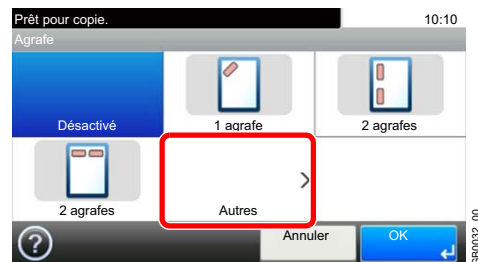 Prêt pour copie. 10:10
Agrafe
Désactivé 1 agrafe 2 agrafes
2 agrafes Autres
? Annuler OK
GB0032_00